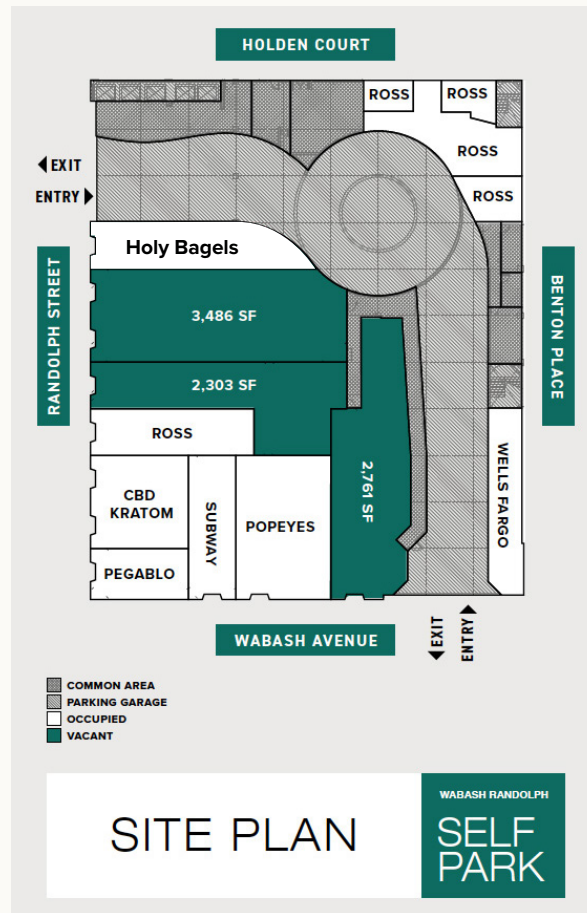 HOLDEN COURT
ROSS
ROSS
ROSS
ROSS
EXIT
ENTRY
Holy Bagels
RANDOLPH STREET
BENTON PLACE
3,486 SF
2,303 SF
ROSS
CBD
KRATOM
SUBWAY
POPEYES
2,761 SF
WELLS FARGO
PEGABLO
WABASH AVENUE
EXIT
ENTRY
COMMON AREA
PARKING GARAGE
OCCUPIED
VACANT
SITE PLAN
WABASH RANDOLPH
SELF
PARK